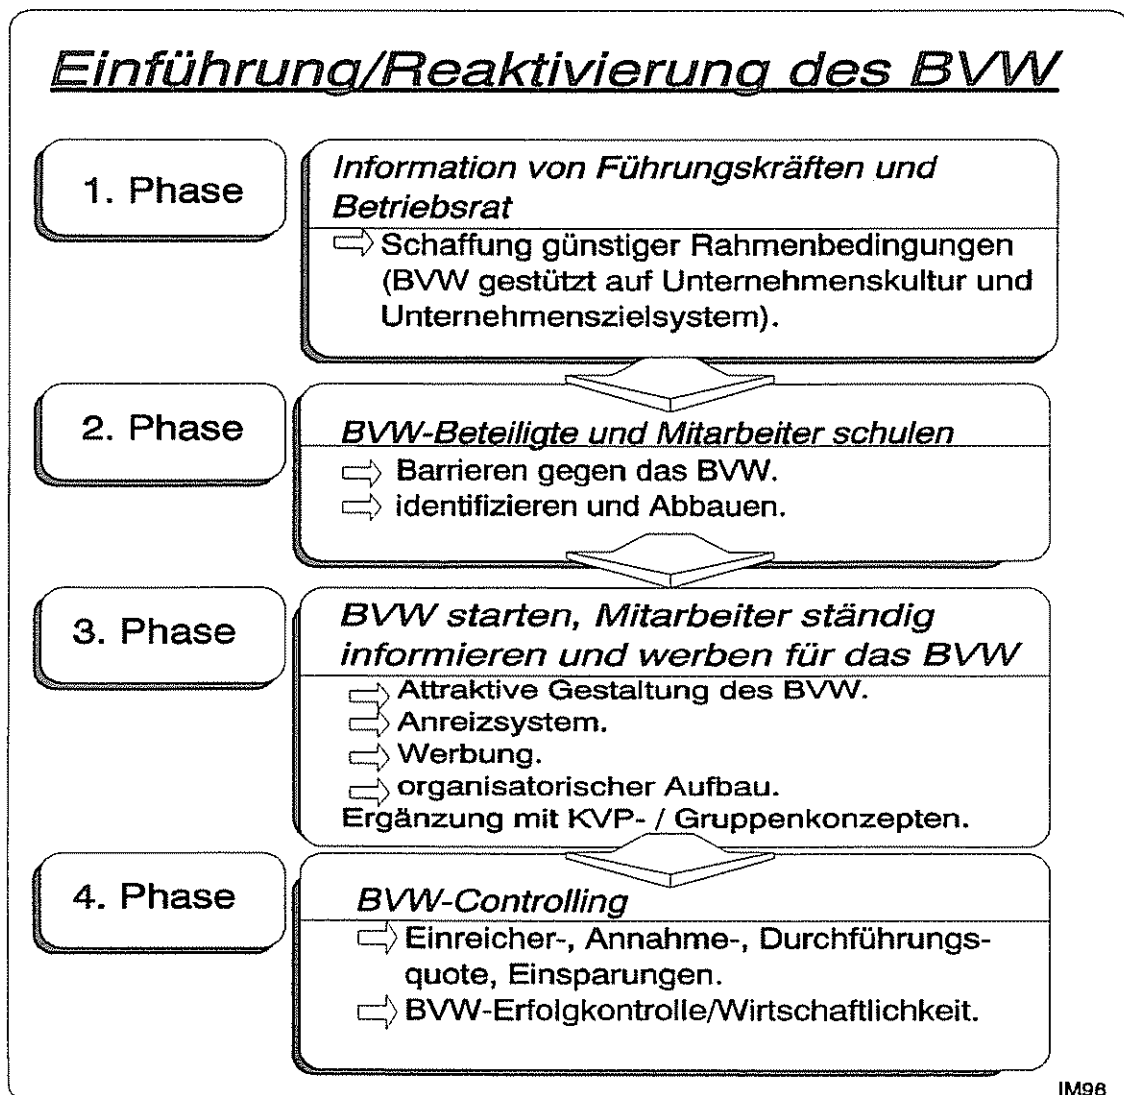 Einführung/Reaktivierung des BVW
1. Phase
Information von Führungskräften und
Betriebsrat
Schaffung günstiger Rahmenbedingungen
(BVW gestützt auf Unternehmenskultur und
Unternehmenszielsystem).
2. Phase
BVW-Beteiligte und Mitarbeiter schulen
Barrieren gegen das BVW.
identifizieren und Abbauen.
3. Phase
BVW starten, Mitarbeiter ständig
informieren und werben für das BVW
Attraktive Gestaltung des BVW.
Anreizsystem.
Werbung.
organisatorischer Aufbau.
Ergänzung mit KVP- / Gruppenkonzepten.
4. Phase
BVW-Controlling
Einreicher-, Annahme-, Durchführungs-
quote, Einsparungen.
BVW-Erfolgkontrolle/Wirtschaftlichkeit.
IM96